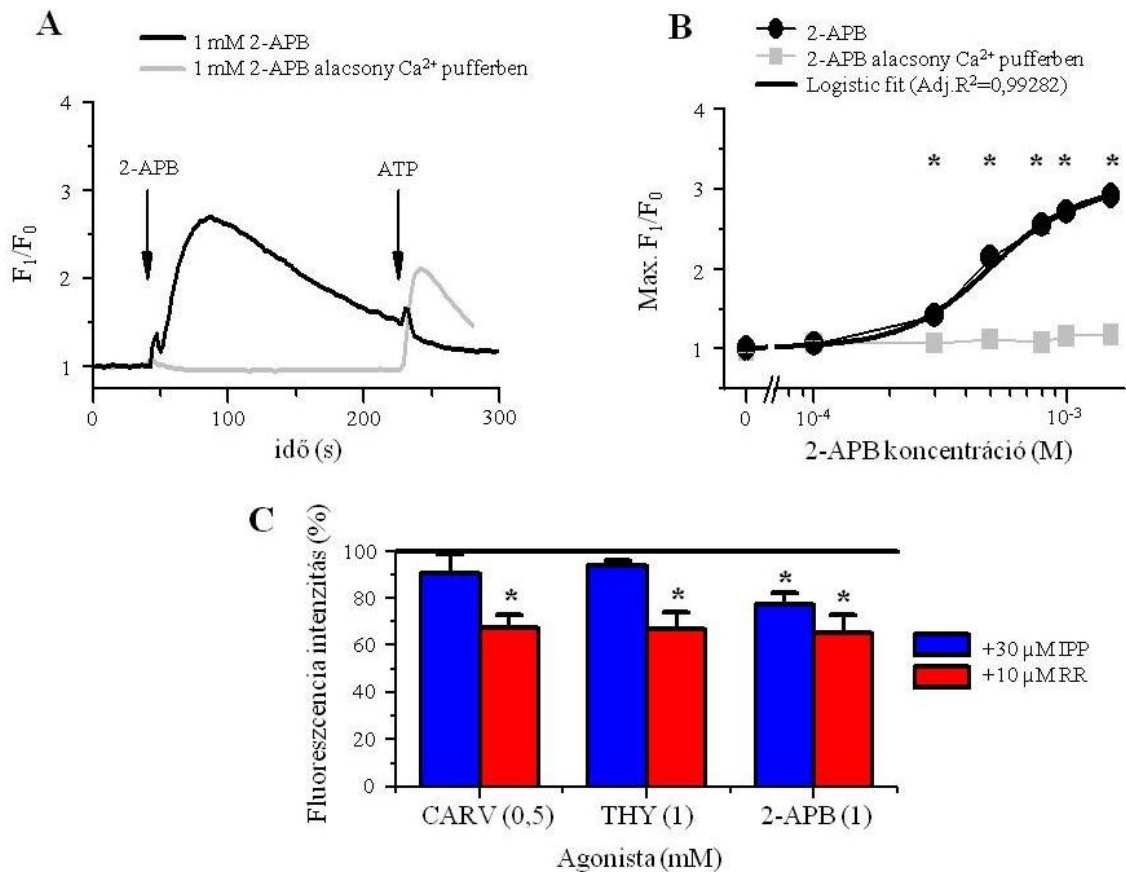 A
1 mM 2-APB
1 mM 2-APB alacsony Ca²⁺ pufferben
4
3
2
1
F₁/F₀
2-APB
ATP
0
100
200
300
idő (s)
B
2-APB
2-APB alacsony Ca²⁺ pufferben
Logistic fit (Adj.R²=0,99282)
4
3
2
1
Max. F₁/F₀
* * * * *
0
10⁻⁴
10⁻³
2-APB koncentráció (M)
C
Fluoreszcencia intenzitás (%)
100
80
60
40
20
0
* * * *
CARV (0,5)
THY (1)
2-APB (1)
Agonista (mM)
+30 µM IPP
+10 µM RR